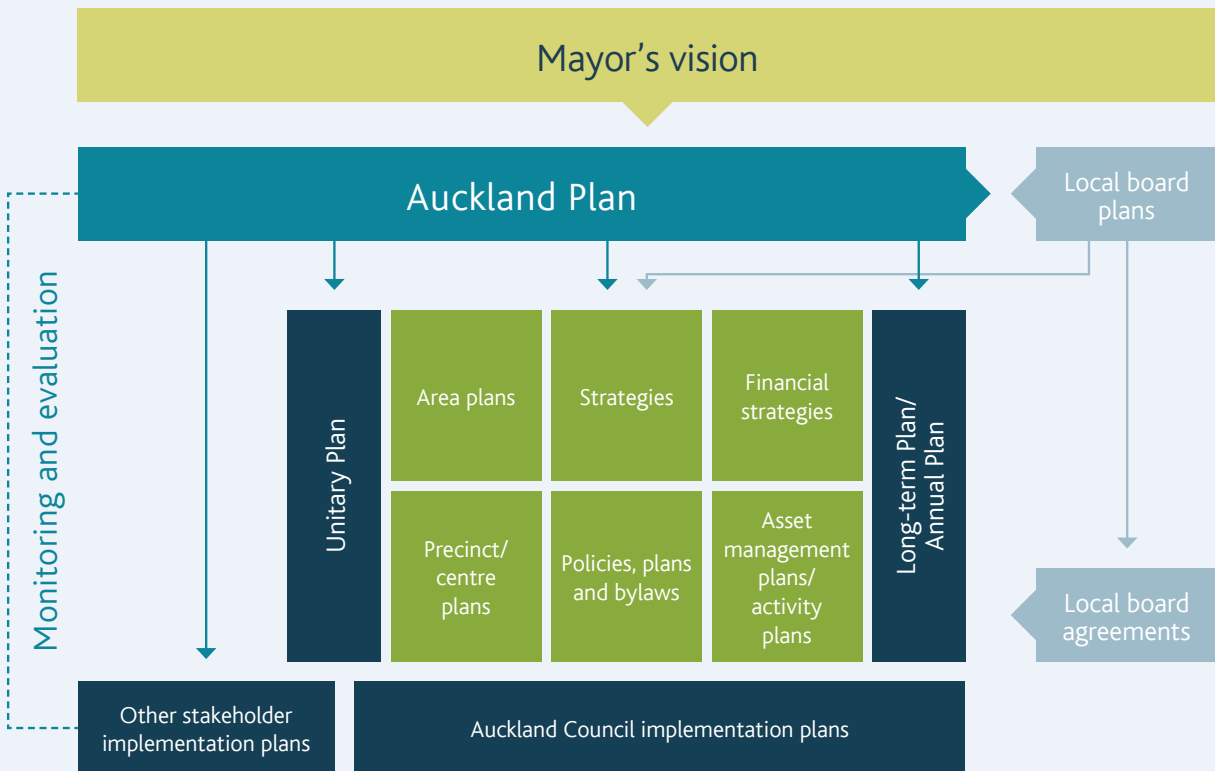 Mayor’s vision
Auckland Plan
Local board
plans
Monitoring and evaluation
Unitary Plan
Area plans
Strategies
Financial
strategies
Long-term Plan/
Annual Plan
Precinct/
centre
plans
Policies, plans
and bylaws
Asset
management
plans/
activity
plans
Local board
agreements
Other stakeholder
implementation plans
Auckland Council implementation plans